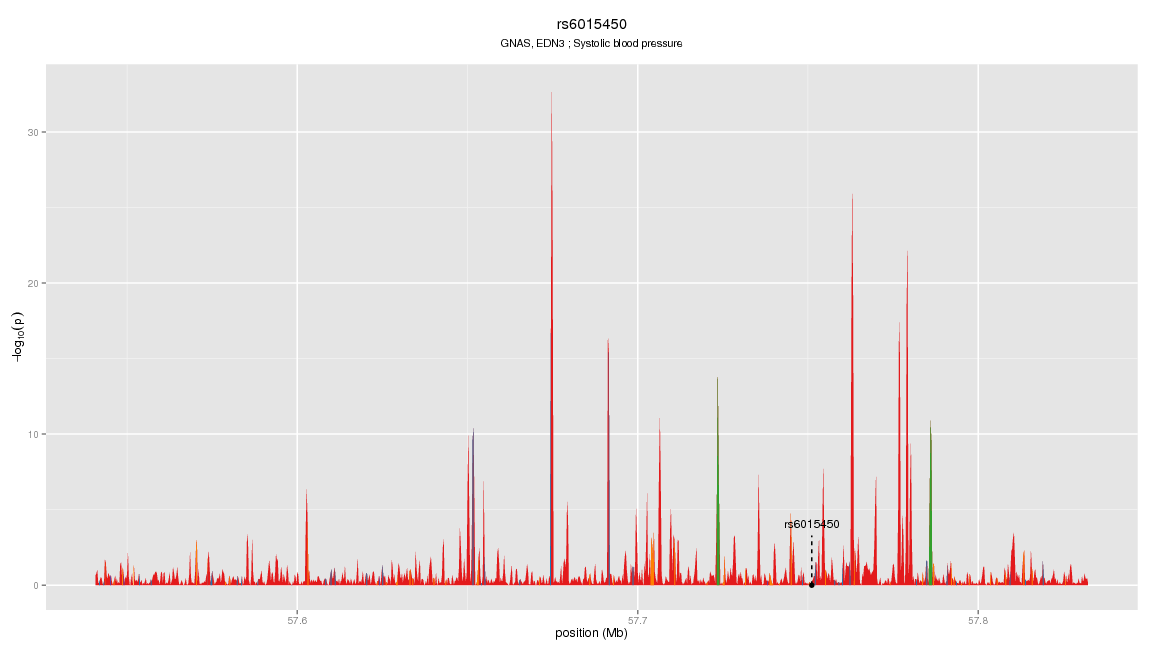 rs6015450
GNAS, EDN3 ; Systolic blood pressure
30
20
10
0
−log10(p)
rs6015450
57.6
57.7
57.8
position (Mb)